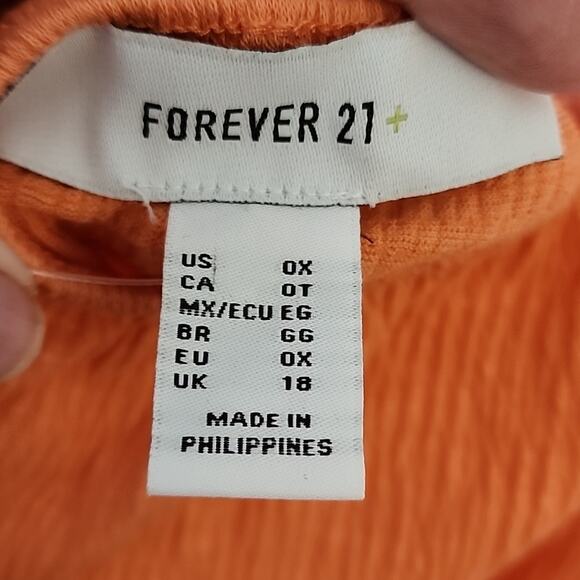 FOREVER 21+
US 0X
CA 0T
MX/ECU EG
BR GG
EU 0X
UK 18
MADE IN
PHILIPPINES